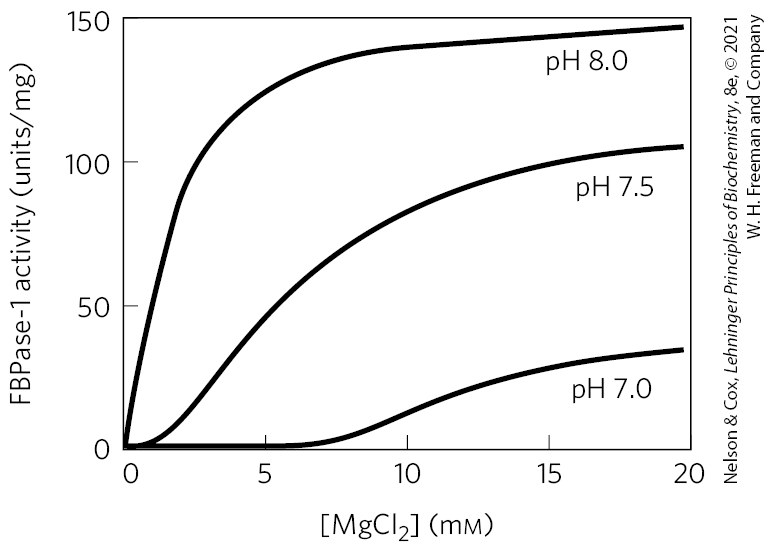 150
100
50
0
FBPase-1 activity (units/mg)
pH 8.0
pH 7.5
pH 7.0
0 5 10 15 20
[MgCl₂] (mM)
Nelson & Cox, Lehninger Principles of Biochemistry, 8e, © 2021
W. H. Freeman and Company